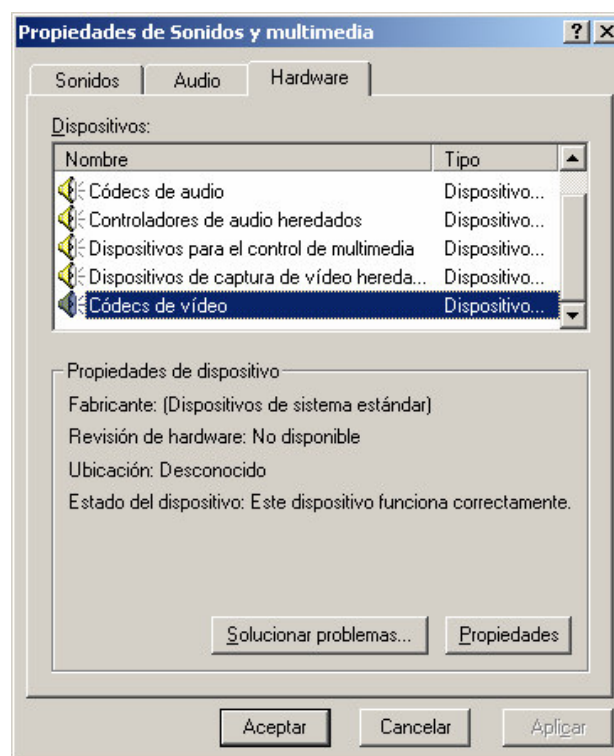 Propiedades de Sonidos y multimedia
Sonidos Audio Hardware
Dispositivos:
Nombre Tipo
Códecs de audio Dispositivo...
Controladores de audio heredados Dispositivo...
Dispositivos para el control de multimedia Dispositivo...
Dispositivos de captura de vídeo hereda... Dispositivo...
Códecs de vídeo Dispositivo...
Propiedades de dispositivo
Fabricante: (Dispositivos de sistema estándar)
Revisión de hardware: No disponible
Ubicación: Desconocido
Estado del dispositivo: Este dispositivo funciona correctamente.
Solucionar problemas... Propiedades
Aceptar Cancelar Aplicar